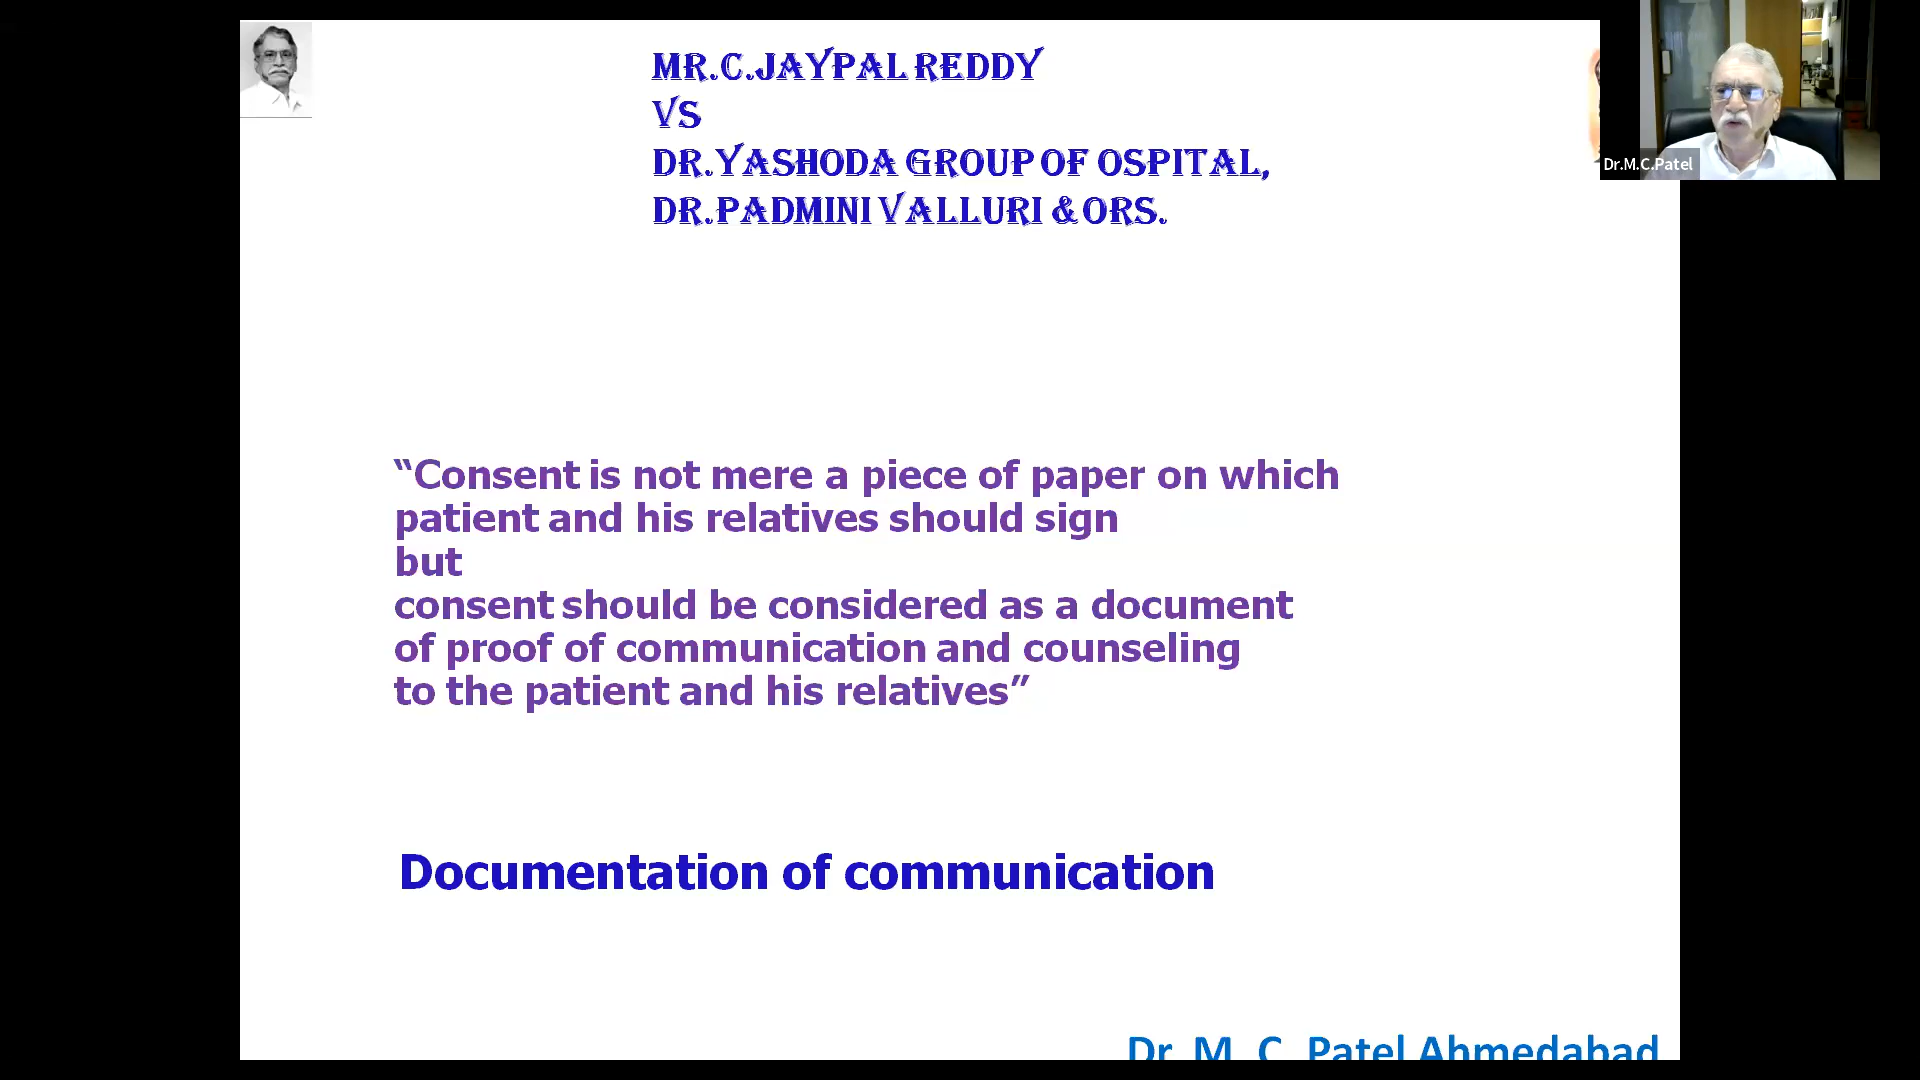 MR.C.JAYPAL REDDY
VS
DR.YASHODA GROUP OF OSPITAL,
DR.PADMINI VALLURI & ORS.
Dr.M.C.Patel
“Consent is not mere a piece of paper on which
patient and his relatives should sign
but
consent should be considered as a document
of proof of communication and counseling
to the patient and his relatives”
Documentation of communication
Dr. M. C. Patel Ahmedabad